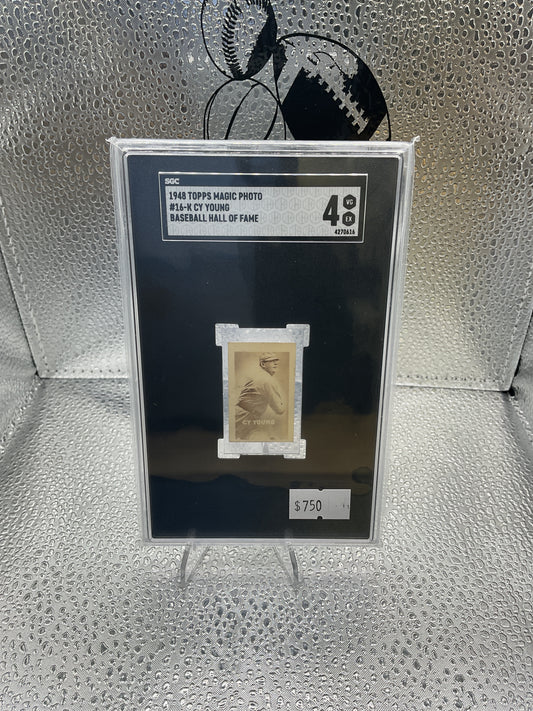 SGC
1948 TOPPS MAGIC PHOTO
#16-K CY YOUNG
BASEBALL HALL OF FAME
4 VG EX
4270616
CY YOUNG
$750